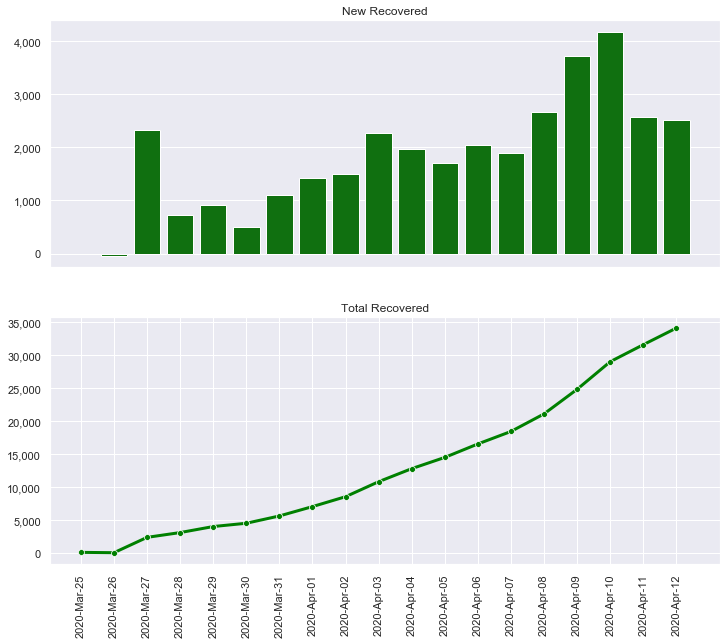 New Recovered
4,000
3,000
2,000
1,000
0
Total Recovered
35,000
30,000
25,000
20,000
15,000
10,000
5,000
0
2020-Mar-25
2020-Mar-26
2020-Mar-27
2020-Mar-28
2020-Mar-29
2020-Mar-30
2020-Mar-31
2020-Apr-01
2020-Apr-02
2020-Apr-03
2020-Apr-04
2020-Apr-05
2020-Apr-06
2020-Apr-07
2020-Apr-08
2020-Apr-09
2020-Apr-10
2020-Apr-11
2020-Apr-12